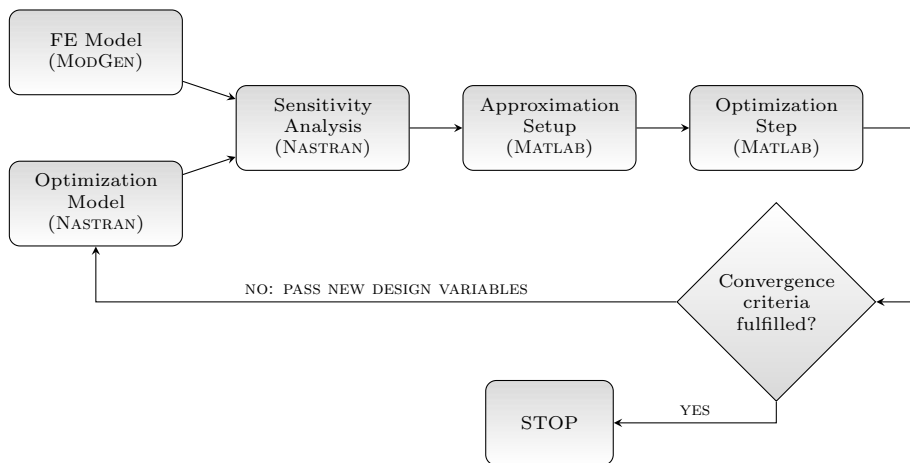 FE Model
(MODGEN)
Sensitivity
Analysis
(NASTRAN)
Approximation
Setup
(MATLAB)
Optimization
Step
(MATLAB)
Optimization
Model
(NASTRAN)
Convergence
criteria
fulfilled?
NO: PASS NEW DESIGN VARIABLES
STOP
YES